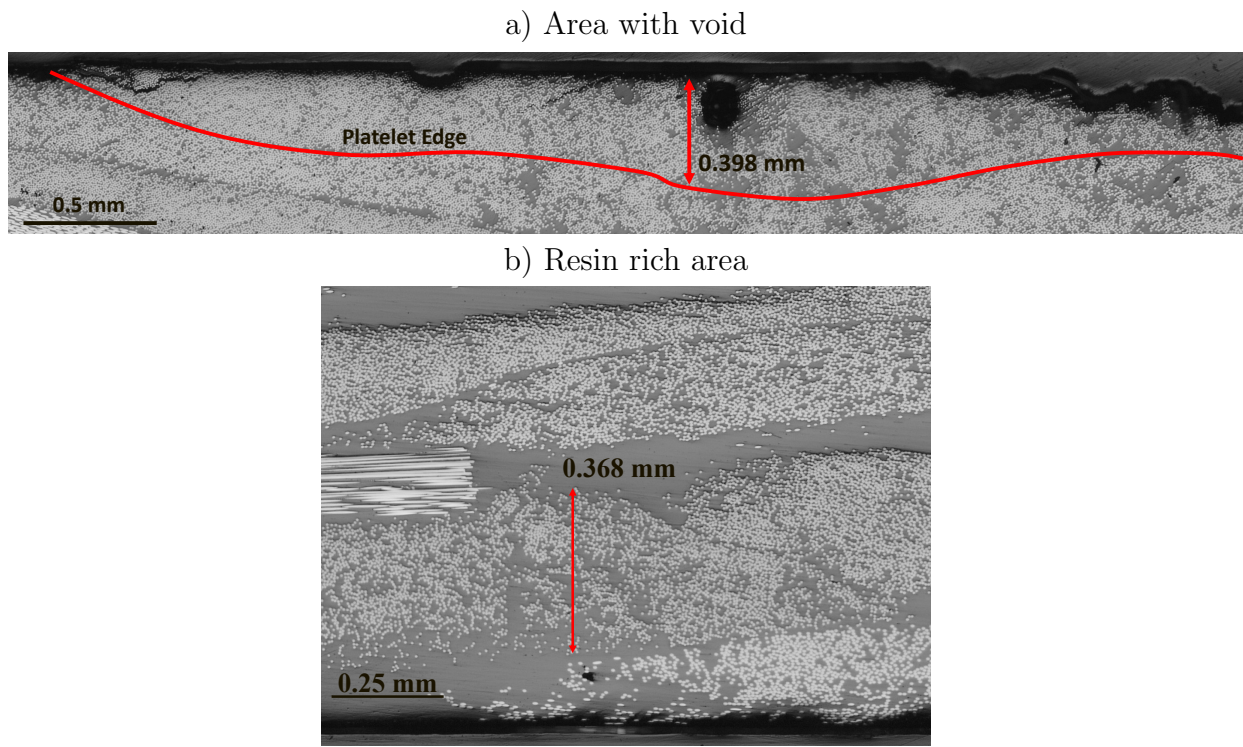 a) Area with void
Platelet Edge
0.398 mm
0.5 mm
b) Resin rich area
0.368 mm
0.25 mm